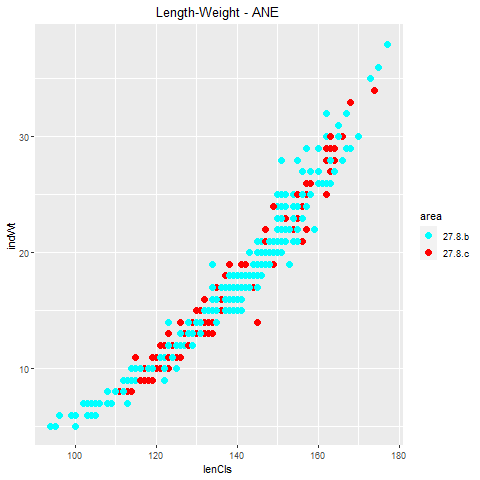 Length-Weight - ANE
indWt
30
20
10
100 120 140 160 180
lenCls
area
27.8.b
27.8.c